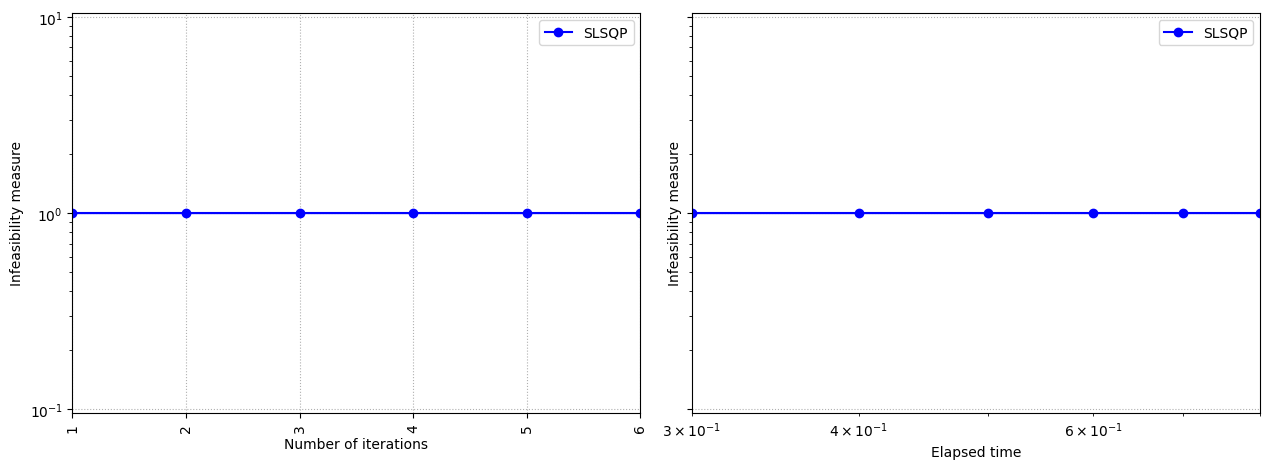 SLSQP
Infeasibility measure
10¹
10⁰
10⁻¹
1
2
3
4
5
6
Number of iterations
SLSQP
Infeasibility measure
3 × 10⁻¹
4 × 10⁻¹
6 × 10⁻¹
Elapsed time